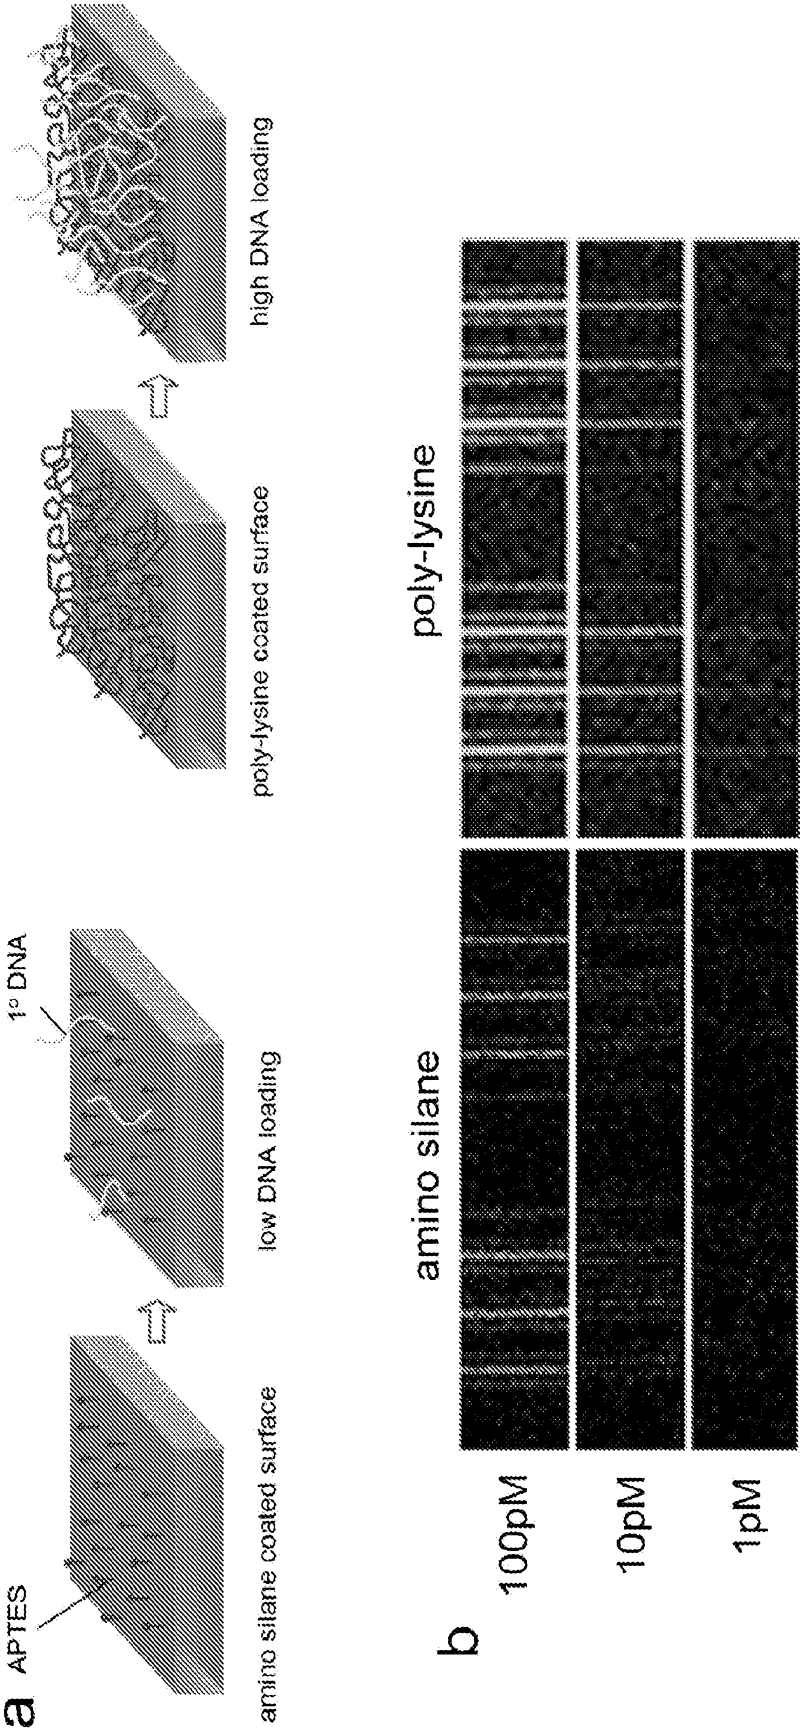 a
APTES
1º DNA
amino silane coated surface
low DNA loading
poly-lysine coated surface
high DNA loading
b
amino silane
poly-lysine
100pM
10pM
1pM